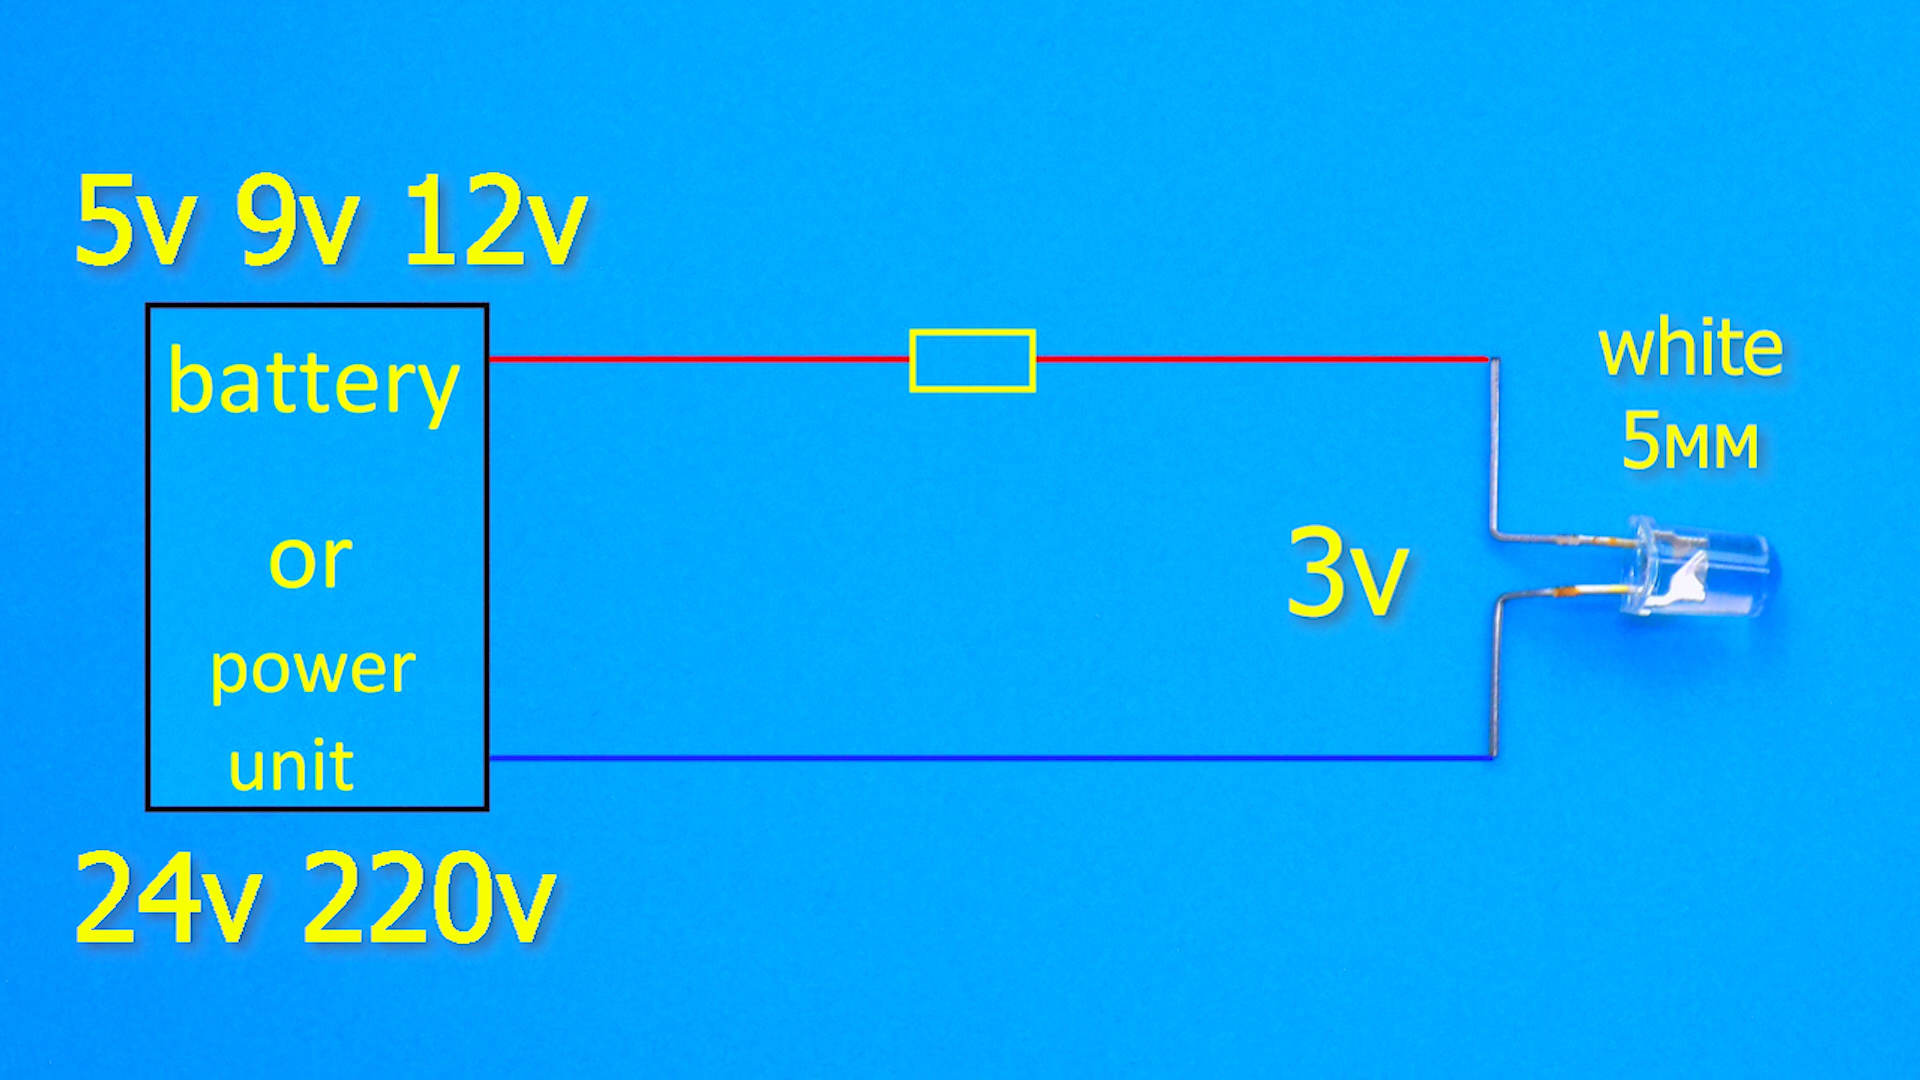 5v 9v 12v
battery
or
power
unit
24v 220v
3v
white
5мм